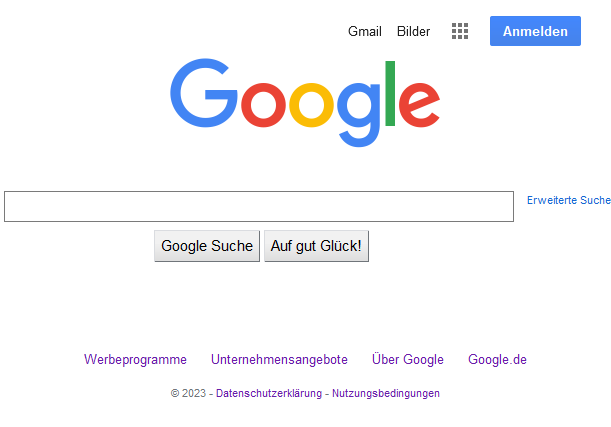 Gmail Bilder Anmelden
Google
Erweiterte Suche
Google Suche Auf gut Glück!
Werbeprogramme Unternehmensangebote Über Google Google.de
© 2023 - Datenschutzerklärung - Nutzungsbedingungen